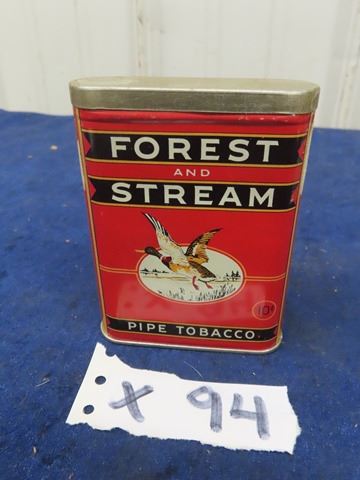 FOREST
AND
STREAM
10¢
PIPE TOBACCO
X 94